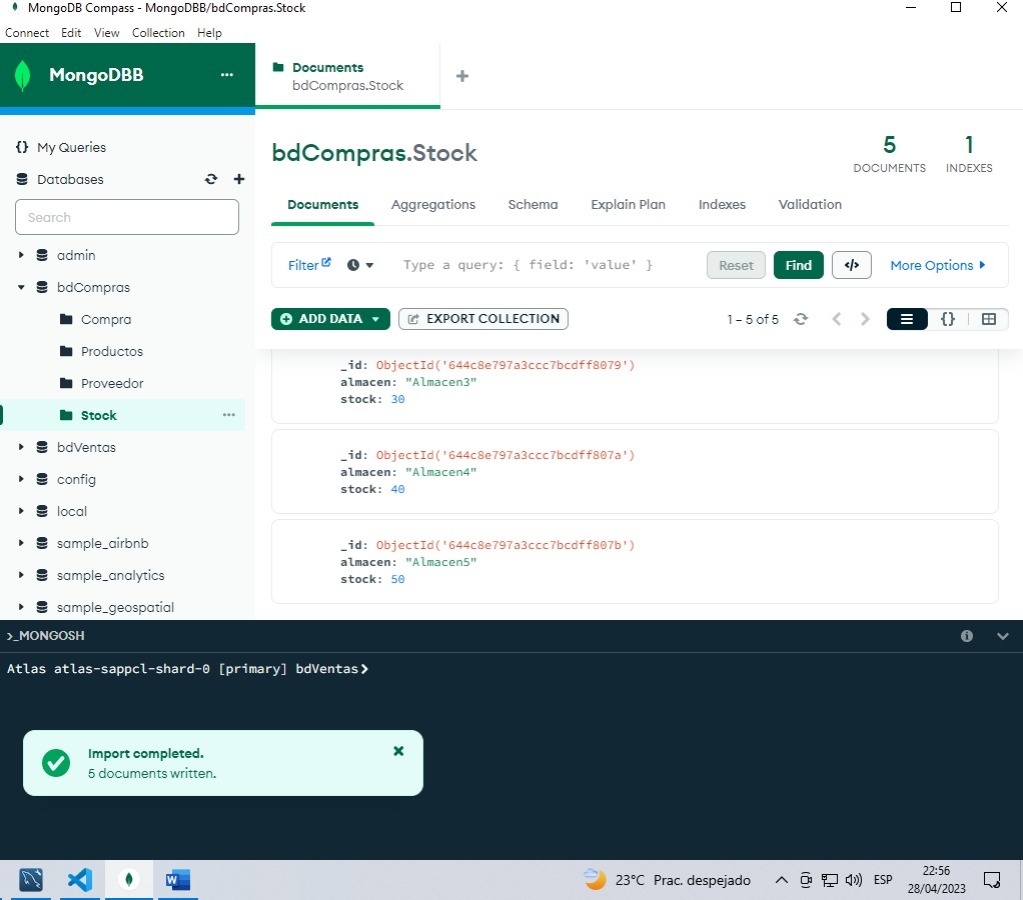 MongoDB Compass - MongoDBB/bdCompras.Stock
Connect Edit View Collection Help
MongoDBB
Documents
bdCompras.Stock
My Queries
Databases
Search
admin
bdCompras
Compra
Productos
Proveedor
Stock
bdVentas
config
local
sample_airbnb
sample_analytics
sample_geospatial
bdCompras.Stock
5
DOCUMENTS
1
INDEXES
Documents Aggregations Schema Explain Plan Indexes Validation
Filter Type a query: { field: 'value' } Reset Find </> More Options
ADD DATA EXPORT COLLECTION 1 – 5 of 5 {}
_id: ObjectId('644c8e797a3ccc7bcdff8079')
almacen: "Almacen3"
stock: 30
_id: ObjectId('644c8e797a3ccc7bcdff807a')
almacen: "Almacen4"
stock: 40
_id: ObjectId('644c8e797a3ccc7bcdff807b')
almacen: "Almacen5"
stock: 50
>_MONGOSH
Atlas atlas-sappcl-shard-0 [primary] bdVentas>
Import completed.
5 documents written.
23°C Prac. despejado ESP
22:56
28/04/2023